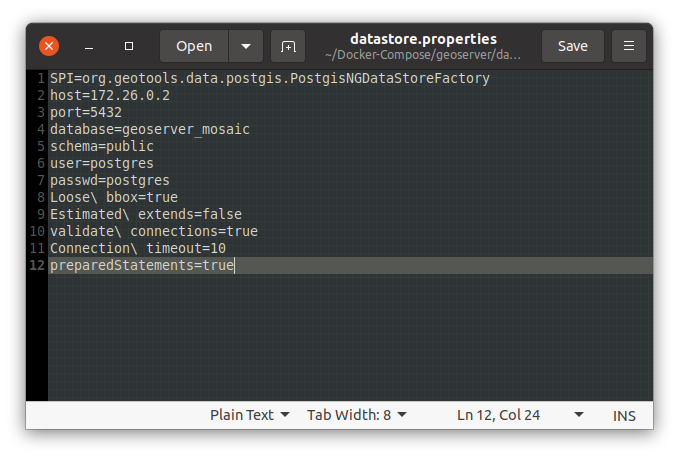 Open
datastore.properties
~/Docker-Compose/geoserver/da...
Save
1 SPI=org.geotools.data.postgis.PostgisNGDataStoreFactory
2 host=172.26.0.2
3 port=5432
4 database=geoserver_mosaic
5 schema=public
6 user=postgres
7 passwd=postgres
8 Loose\ bbox=true
9 Estimated\ extends=false
10 validate\ connections=true
11 Connection\ timeout=10
12 preparedStatements=true
Plain Text Tab Width: 8 Ln 12, Col 24 INS